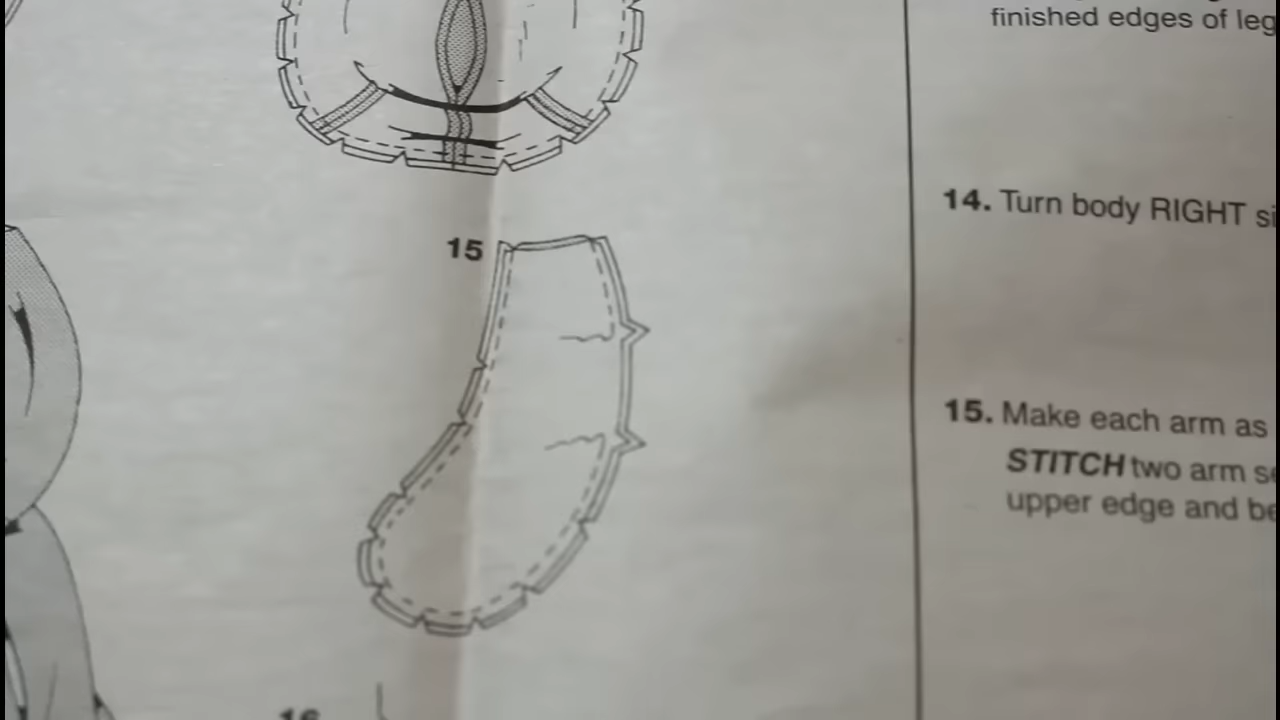 finished edges of leg
14. Turn body RIGHT
15
15. Make each arm as
STITCH two arm
upper edge and
16